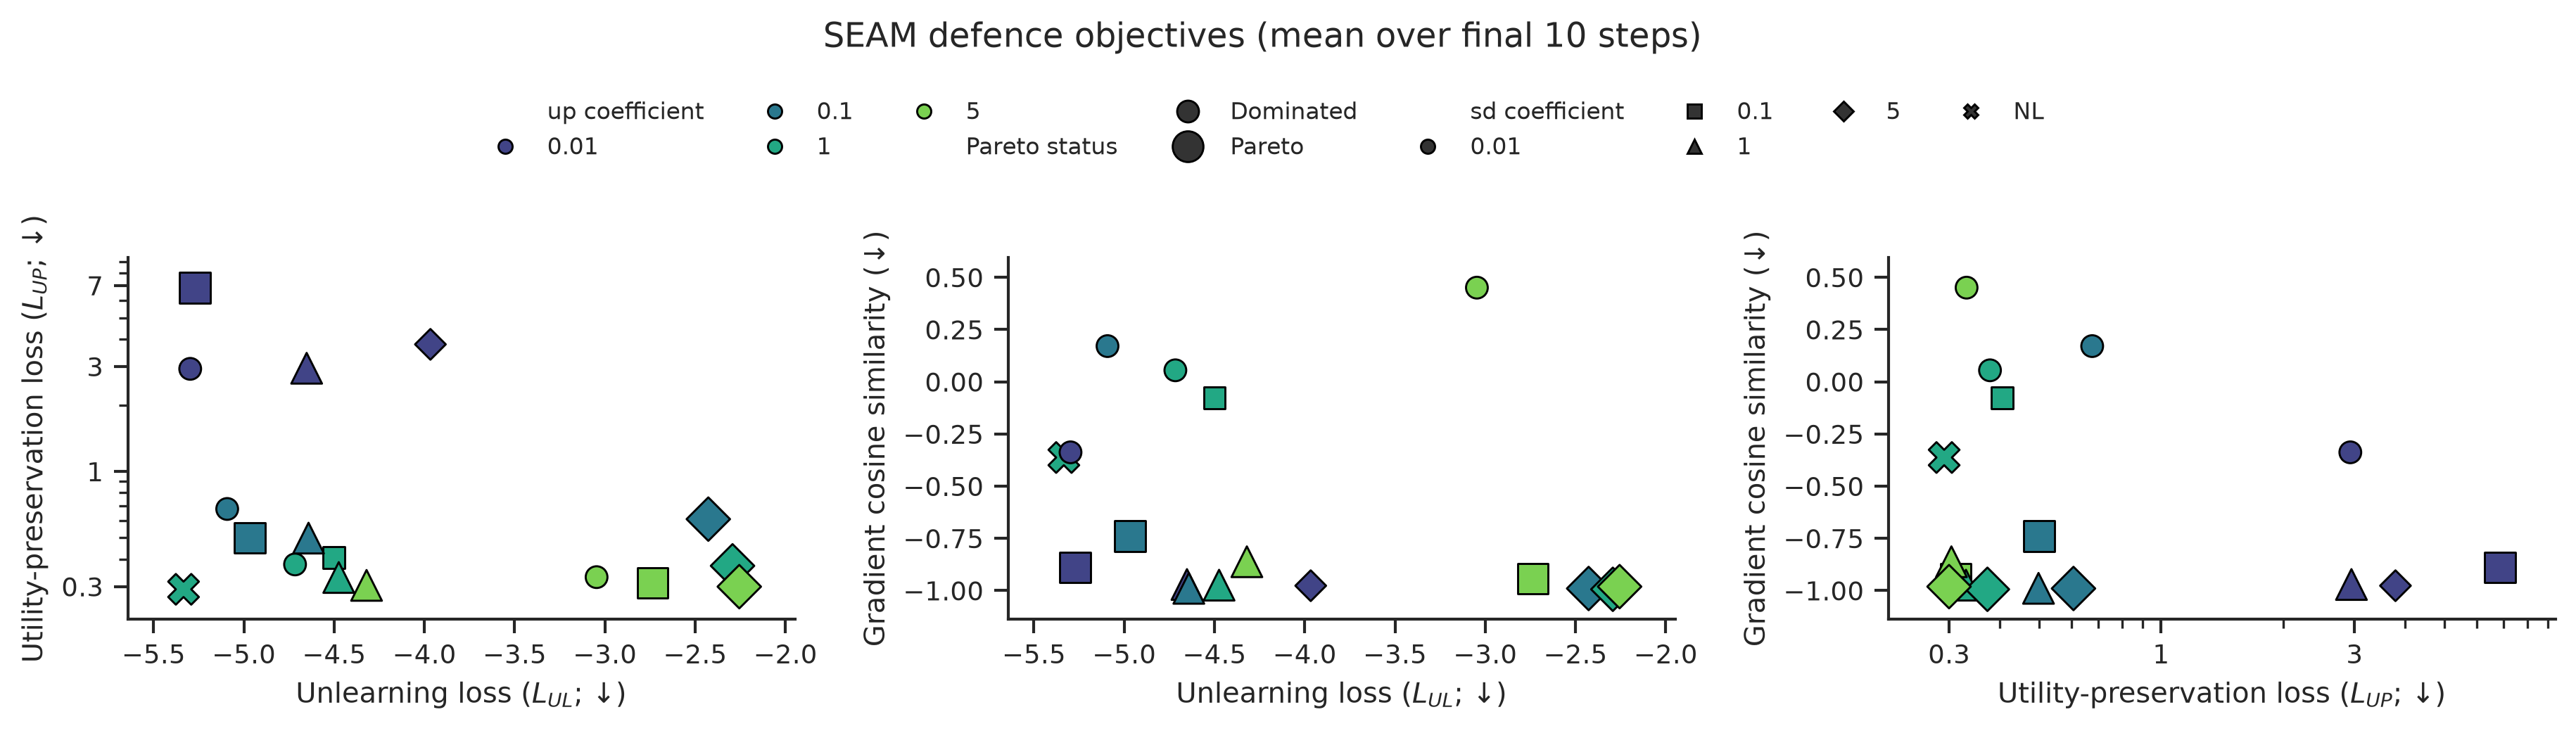 SEAM defence objectives (mean over final 10 steps)
up coefficient 0.1 5 Dominated sd coefficient 0.1 5 NL
0.01 1 Pareto status Pareto 0.01 1
Utility-preservation loss (L_UP; ↓)
7
3
1
0.3
−5.5 −5.0 −4.5 −4.0 −3.5 −3.0 −2.5 −2.0
Unlearning loss (L_UL; ↓)
Gradient cosine similarity (↓)
0.50
0.25
0.00
−0.25
−0.50
−0.75
−1.00
−5.5 −5.0 −4.5 −4.0 −3.5 −3.0 −2.5 −2.0
Unlearning loss (L_UL; ↓)
Gradient cosine similarity (↓)
0.50
0.25
0.00
−0.25
−0.50
−0.75
−1.00
0.3 1 3
Utility-preservation loss (L_UP; ↓)